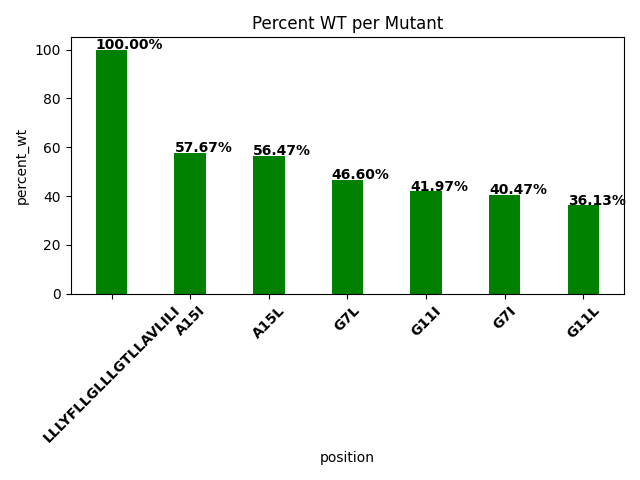 Percent WT per Mutant
percent_wt
100
80
60
40
20
0
100.00%
57.67%
56.47%
46.60%
41.97%
40.47%
36.13%
LLLYFLLGLLLGTLLAVLILI
A15I
A15L
G7L
G11I
G7I
G11L
position